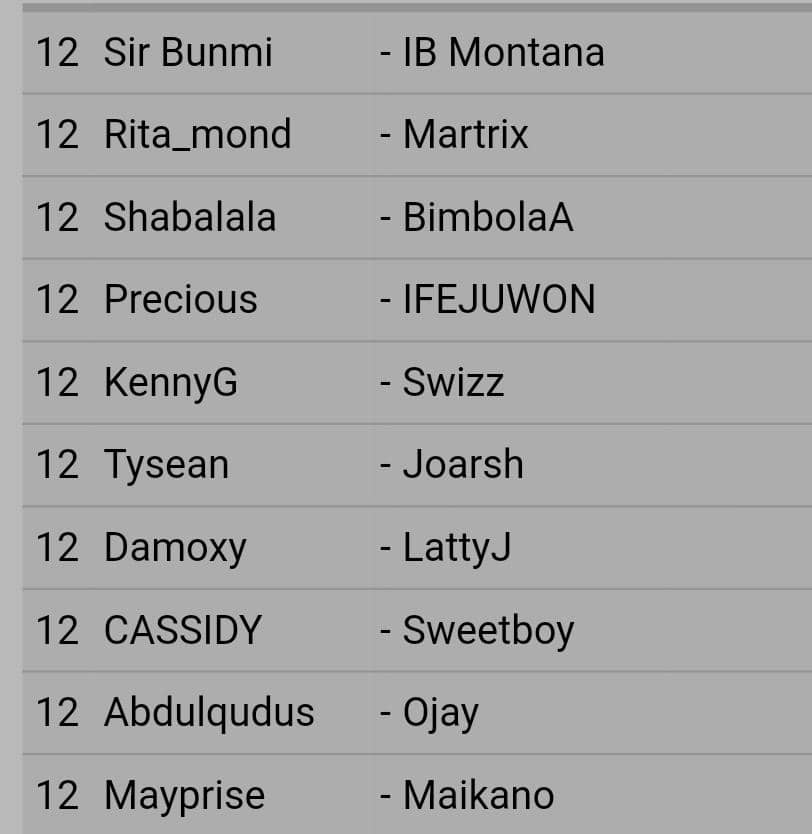 12 Sir Bunmi - IB Montana
12 Rita_mond - Martrix
12 Shabalala - BimbolaA
12 Precious - IFEJUWON
12 KennyG - Swizz
12 Tysean - Joarsh
12 Damoxy - LattyJ
12 CASSIDY - Sweetboy
12 Abdulqudus - Ojay
12 Mayprise - Maikano